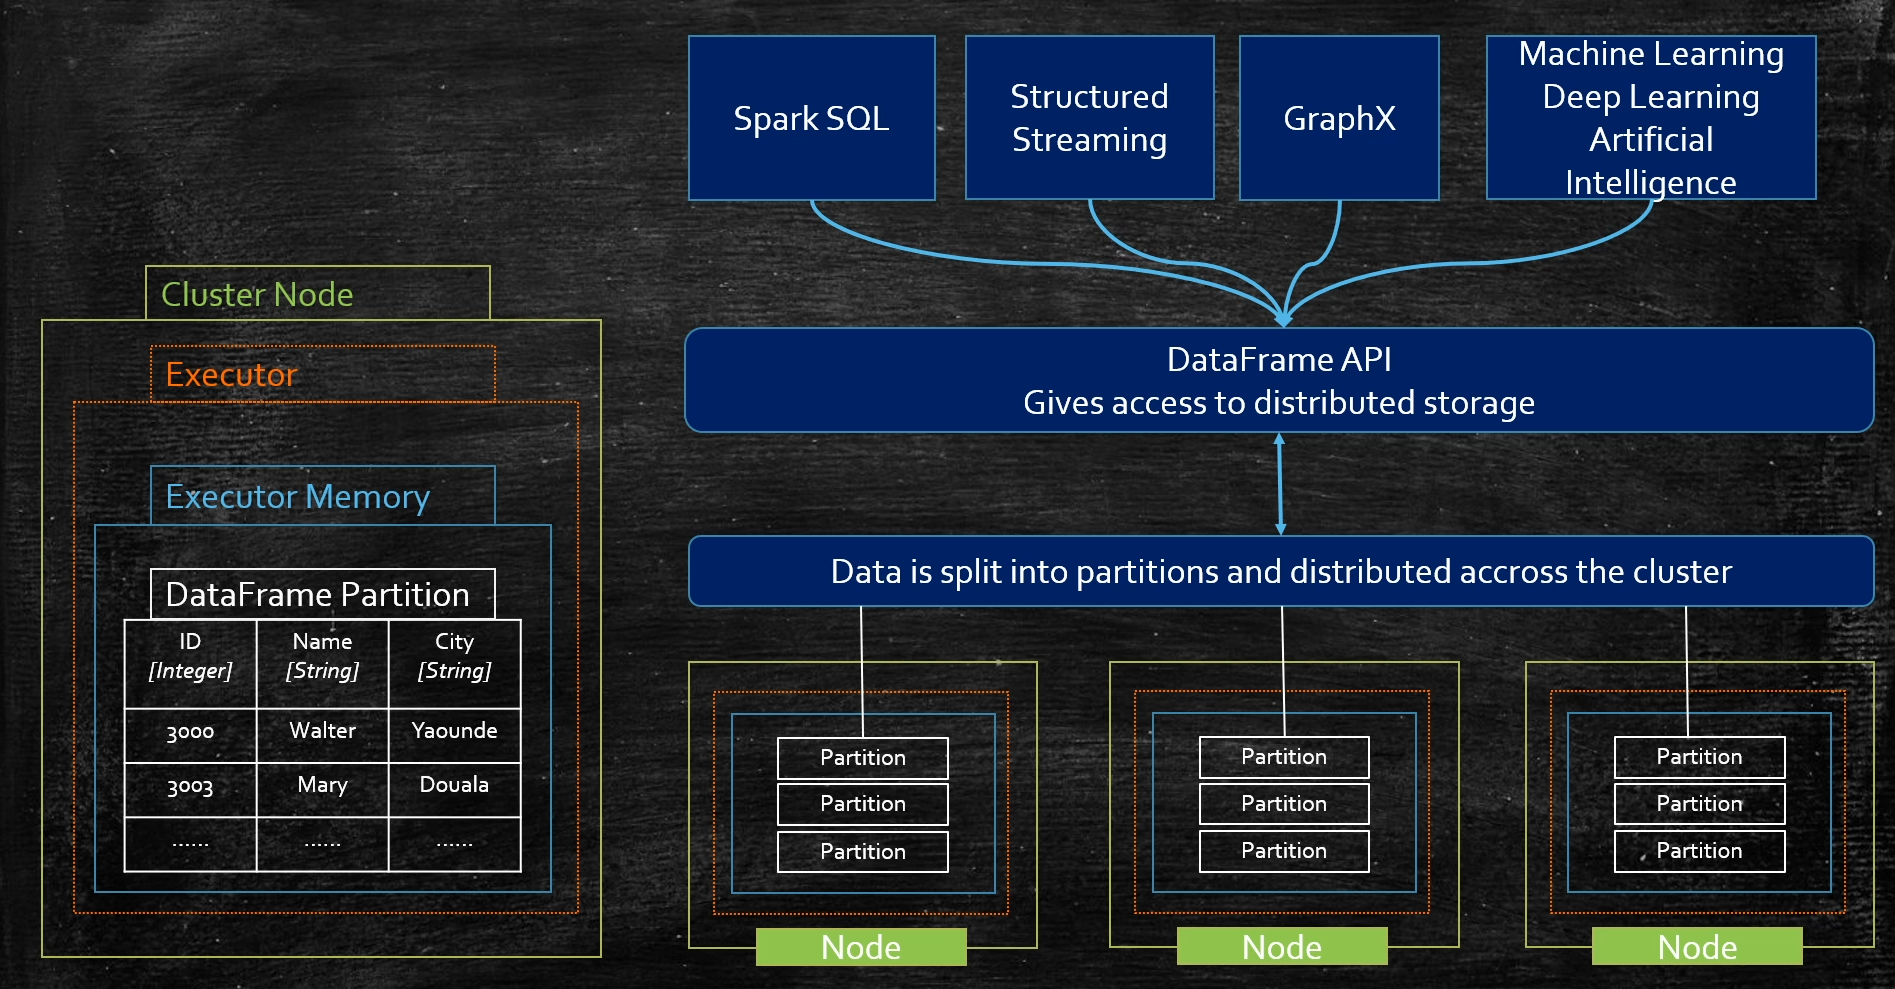 Spark SQL
Structured
Streaming
GraphX
Machine Learning
Deep Learning
Artificial
Intelligence
DataFrame API
Gives access to distributed storage
Data is split into partitions and distributed accross the cluster
Cluster Node
Executor
Executor Memory
DataFrame Partition
ID Name City
[Integer] [String] [String]
3000 Walter Yaounde
3003 Mary Douala
...... ...... ......
Partition
Partition
Partition
Node
Partition
Partition
Partition
Node
Partition
Partition
Partition
Node